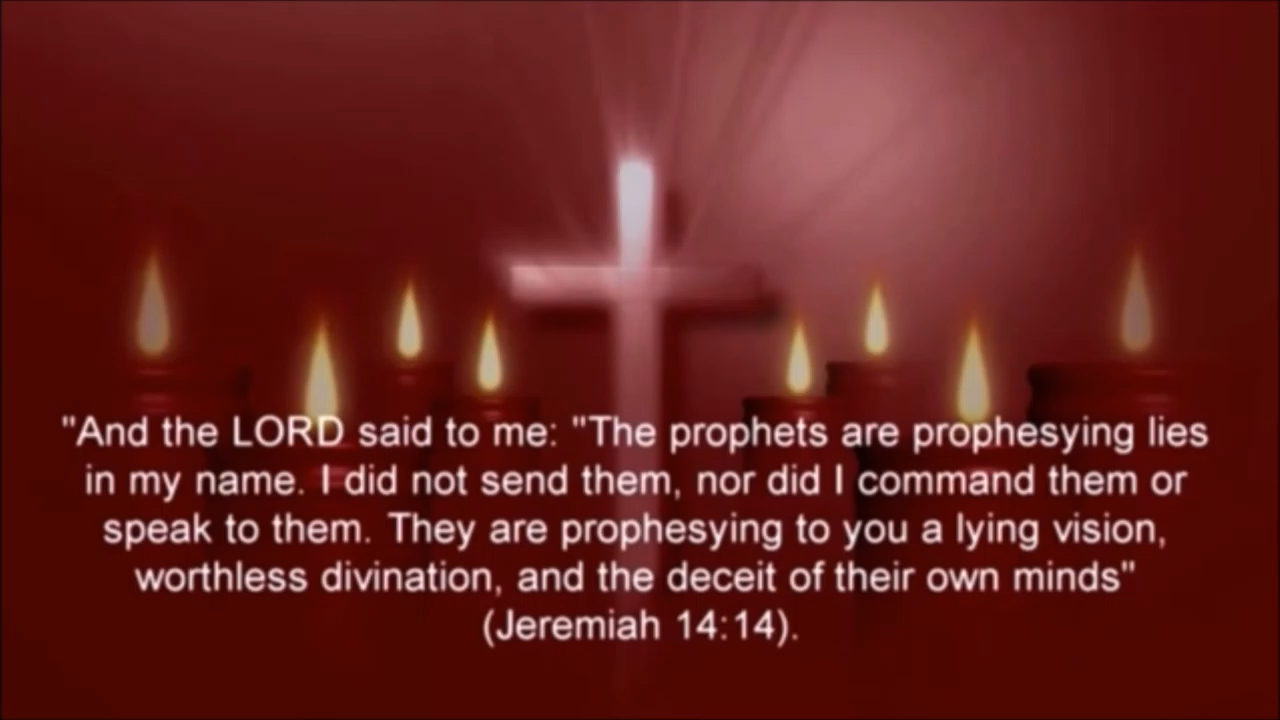 "And the LORD said to me: "The prophets are prophesying lies
in my name. I did not send them, nor did I command them or
speak to them. They are prophesying to you a lying vision,
worthless divination, and the deceit of their own minds"
(Jeremiah 14:14).